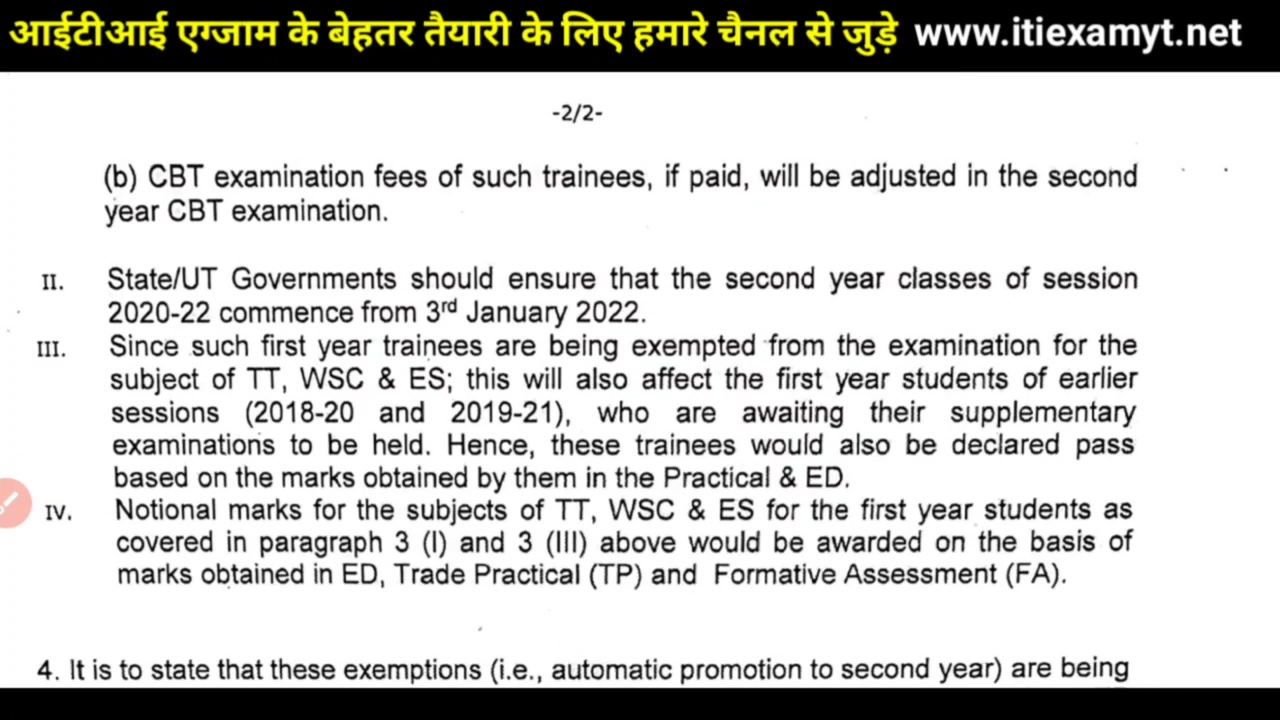 आईटीआई एग्जाम के बेहतर तैयारी के लिए हमारे चैनल से जुड़े www.itiexamyt.net
-2/2-
(b) CBT examination fees of such trainees, if paid, will be adjusted in the second
year CBT examination.
II. State/UT Governments should ensure that the second year classes of session
2020-22 commence from 3rd January 2022.
III. Since such first year trainees are being exempted from the examination for the
subject of TT, WSC & ES; this will also affect the first year students of earlier
sessions (2018-20 and 2019-21), who are awaiting their supplementary
examinations to be held. Hence, these trainees would also be declared pass
based on the marks obtained by them in the Practical & ED.
IV. Notional marks for the subjects of TT, WSC & ES for the first year students as
covered in paragraph 3 (I) and 3 (III) above would be awarded on the basis of
marks obtained in ED, Trade Practical (TP) and Formative Assessment (FA).
4. It is to state that these exemptions (i.e., automatic promotion to second year) are being